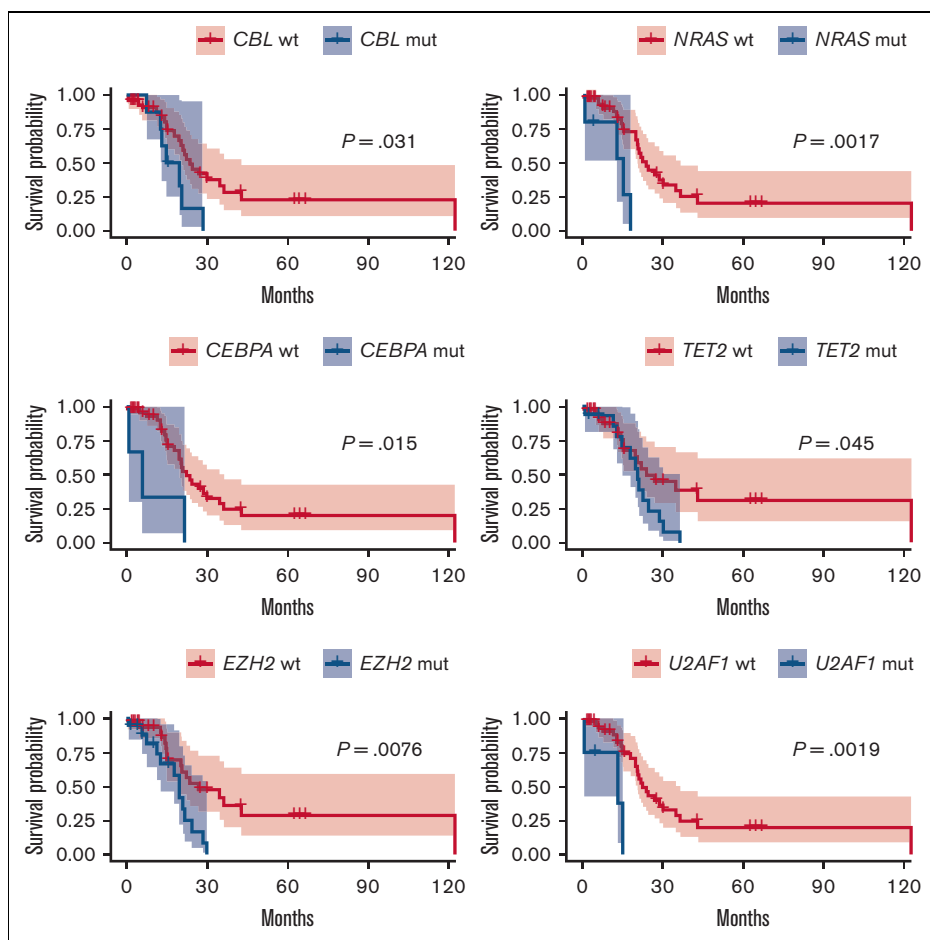 CBL wt CBL mut
1.00
0.75
0.50
0.25
0.00
Survival probability
P = .031
0 30 60 90 120
Months
NRAS wt NRAS mut
1.00
0.75
0.50
0.25
0.00
Survival probability
P = .0017
0 30 60 90 120
Months
CEBPA wt CEBPA mut
1.00
0.75
0.50
0.25
0.00
Survival probability
P = .015
0 30 60 90 120
Months
TET2 wt TET2 mut
1.00
0.75
0.50
0.25
0.00
Survival probability
P = .045
0 30 60 90 120
Months
EZH2 wt EZH2 mut
1.00
0.75
0.50
0.25
0.00
Survival probability
P = .0076
0 30 60 90 120
Months
U2AF1 wt U2AF1 mut
1.00
0.75
0.50
0.25
0.00
Survival probability
P = .0019
0 30 60 90 120
Months